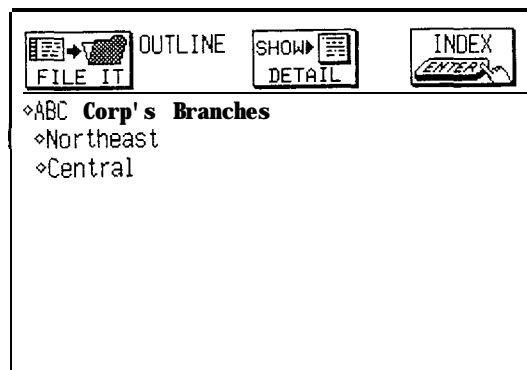 OUTLINE SHOW INDEX
FILE IT DETAIL ENTER
◇ABC Corp's Branches
◇Northeast
◇Central